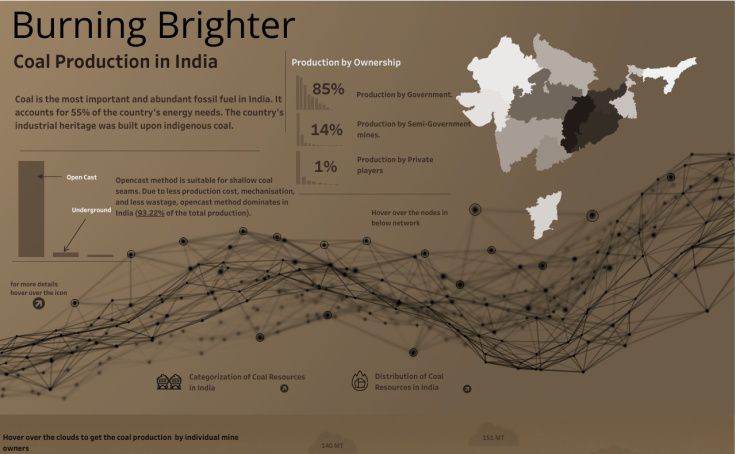 Burning Brighter
Coal Production in India
Coal is the most important and abundant fossil fuel in India. It
accounts for 55% of the country's energy needs. The country's
industrial heritage was built upon indigenous coal.
Production by Ownership
85%
Production by Government.
14%
Production by Semi-Government
mines.
1%
Production by Private
players
Open Cast
Underground
Opencast method is suitable for shallow coal
seams. Due to less production cost, mechanisation,
and less wastage, opencast method dominates in
India (93.22% of the total production).
Hover over the nodes in
below network
for more details
hover over the icon
Categorization of Coal Resources
in India
Distribution of Coal
Resources in India
Hover over the clouds to get the coal production by individual mine
owners
140 MT
151 MT